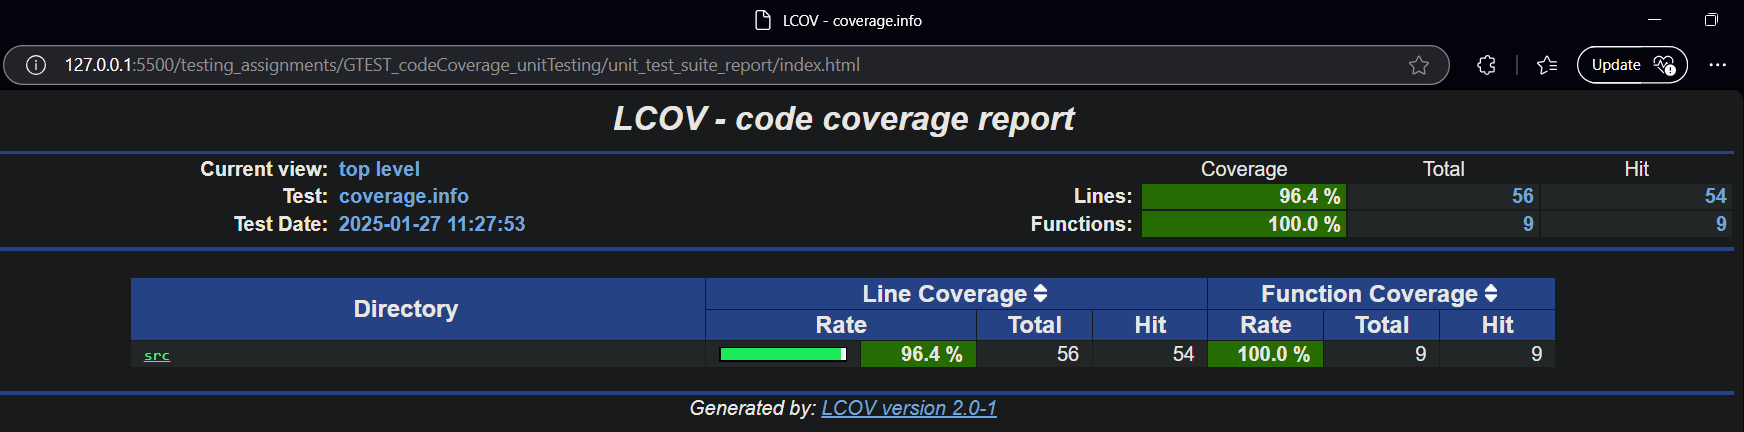 LCOV - coverage.info
127.0.0.1:5500/testing_assignments/GTEST_codeCoverage_unitTesting/unit_test_suite_report/index.html
Update
LCOV - code coverage report
Current view: top level
Coverage Total Hit
Test: coverage.info
Lines: 96.4 % 56 54
Test Date: 2025-01-27 11:27:53
Functions: 100.0 % 9 9
Directory
Line Coverage
Function Coverage
Rate Total Hit Rate Total Hit
src 96.4 % 56 54 100.0 % 9 9
Generated by: LCOV version 2.0-1